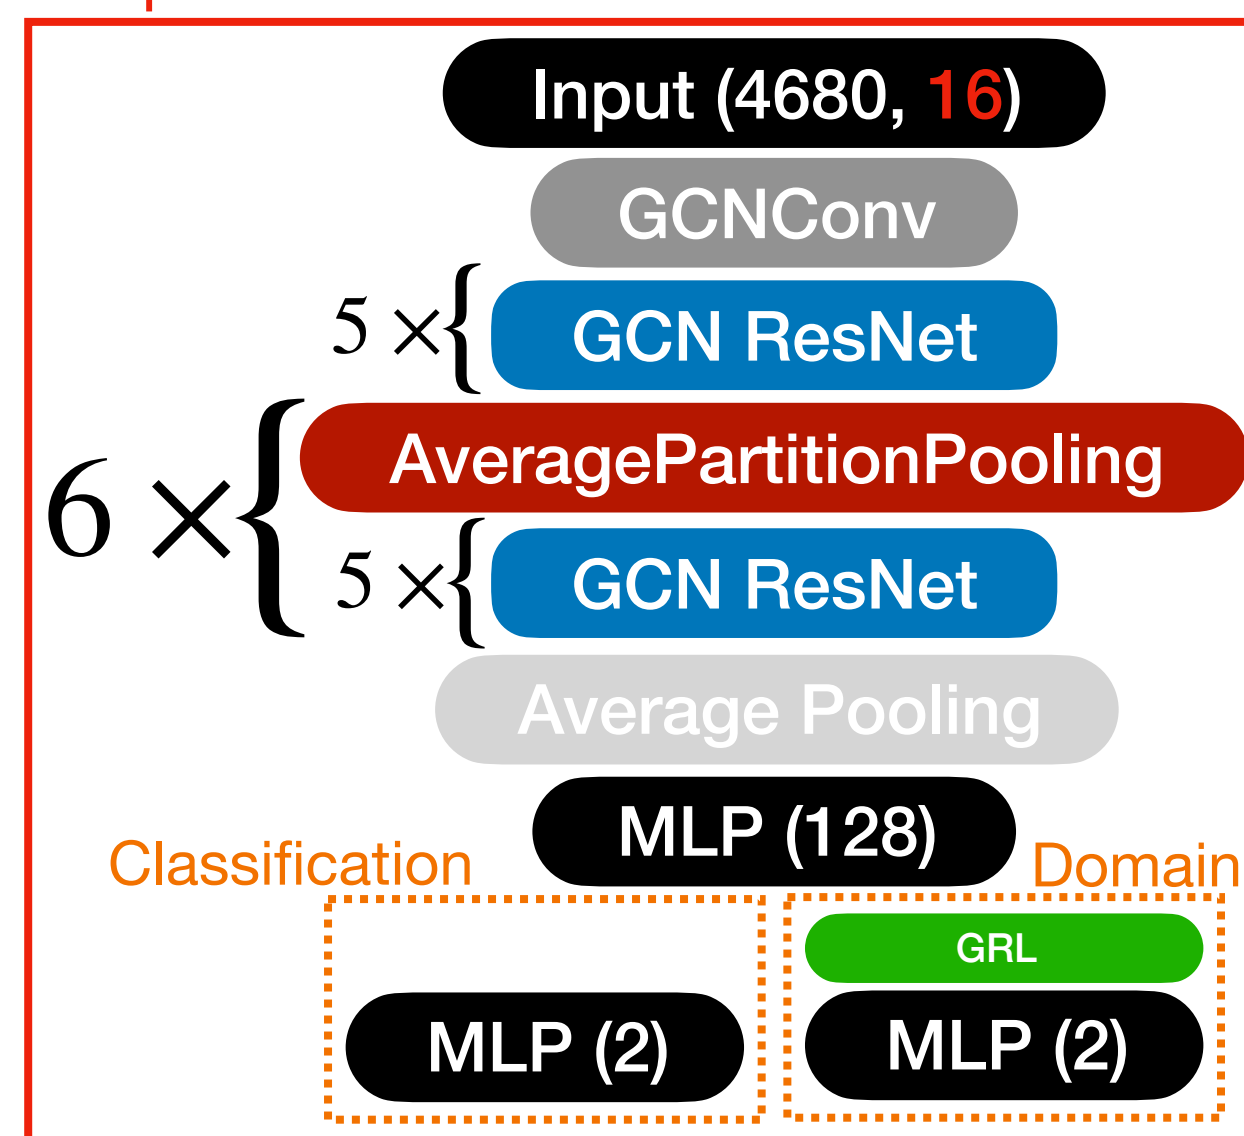 Input (4680, 16)
GCNConv
5 × { GCN ResNet
6 × { AveragePartitionPooling
5 × { GCN ResNet
Average Pooling
MLP (128)
Classification
Domain
GRL
MLP (2)
MLP (2)